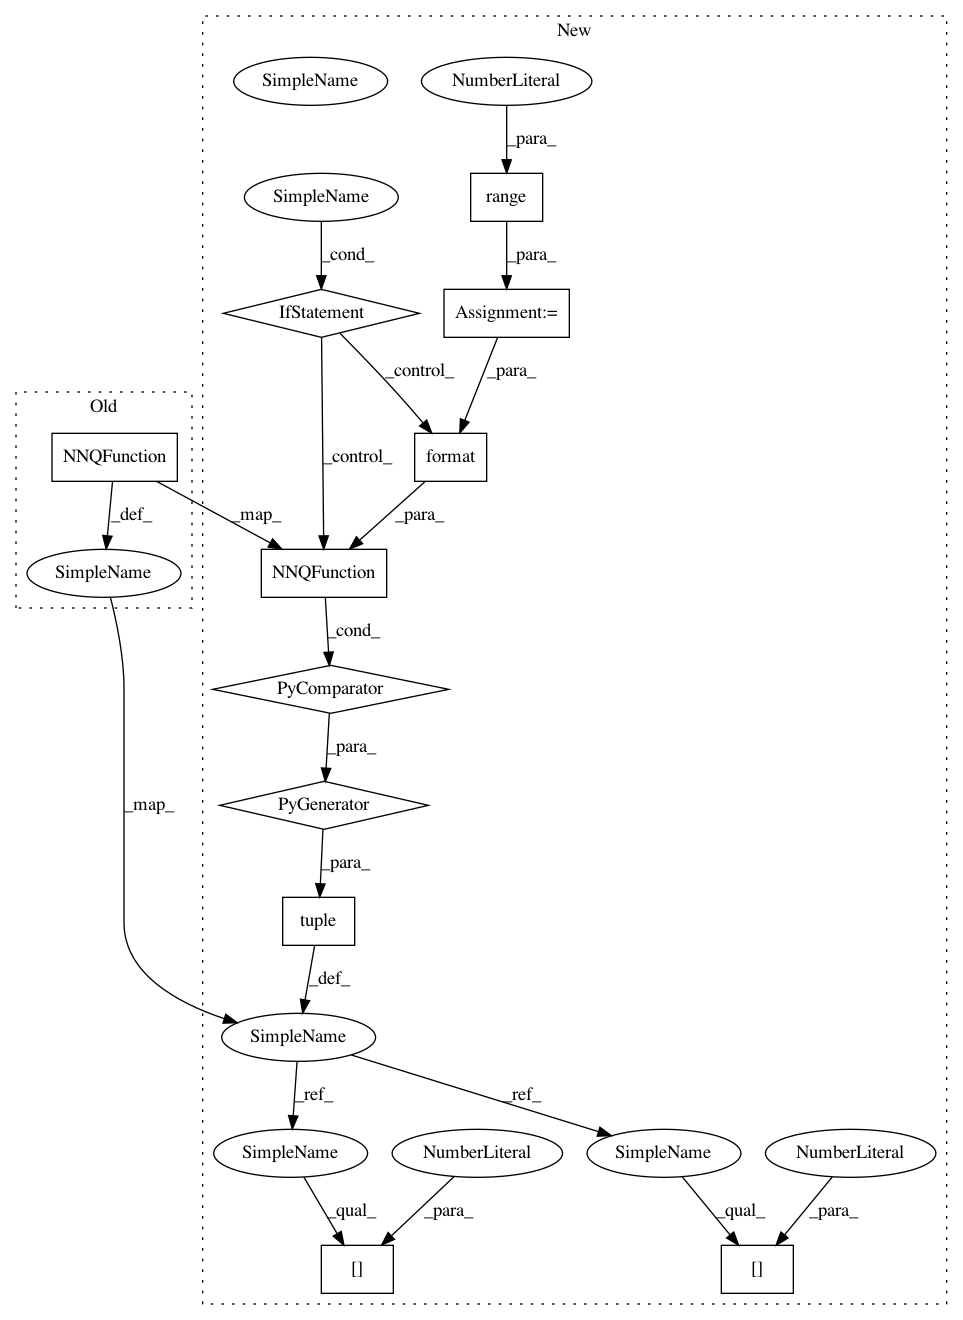 New
SimpleName
NumberLiteral
_para_
SimpleName
range
_cond_
_para_
IfStatement
Assignment:=
_control_
_para_
Old
NNQFunction
format
_control_
_def_
_map_
_para_
SimpleName
NNQFunction
_cond_
PyComparator
_para_
_map_
PyGenerator
_para_
tuple
_def_
SimpleName
_ref_
_ref_
SimpleName
NumberLiteral
SimpleName
NumberLiteral
_qual_
_para_
_qual_
_para_
[]
[]